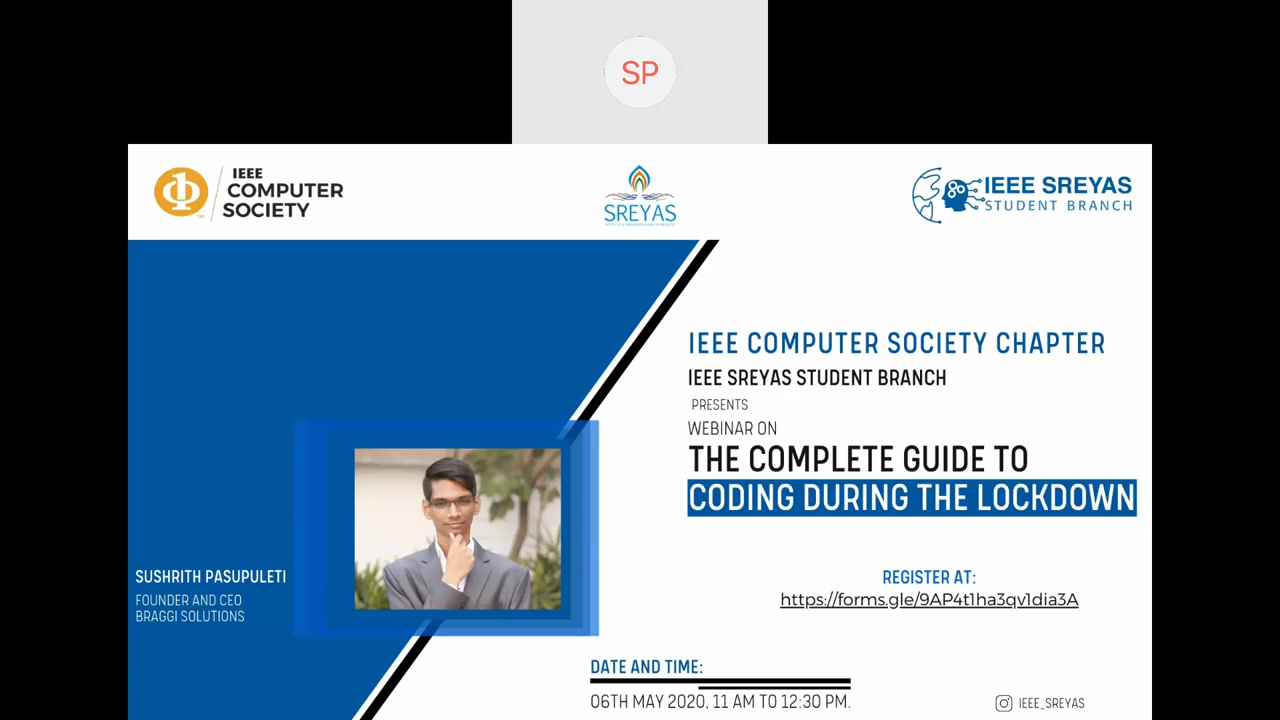 SP
IEEE
COMPUTER
SOCIETY
TM
SREYAS
IEEE SREYAS
STUDENT BRANCH
IEEE COMPUTER SOCIETY CHAPTER
IEEE SREYAS STUDENT BRANCH
PRESENTS
WEBINAR ON
THE COMPLETE GUIDE TO
CODING DURING THE LOCKDOWN
SUSHRITH PASUPULETI
FOUNDER AND CEO
BRAGGI SOLUTIONS
REGISTER AT:
https://forms.gle/9AP4t1ha3qv1dia3A
DATE AND TIME:
06TH MAY 2020, 11 AM TO 12:30 PM.
IEEE_SREYAS